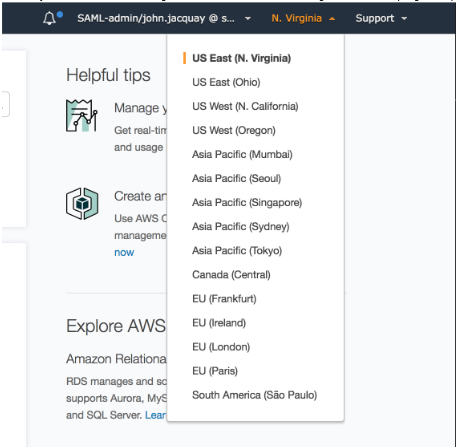 SAML-admin/john.jacquay @ s... N. Virginia Support
Helpful tips
Manage y
Get real-tim
and usage
Create an
Use AWS C
manageme
now
Explore AWS
Amazon Relationa
RDS manages and sc
supports Aurora, MyS
and SQL Server. Lear
US East (N. Virginia)
US East (Ohio)
US West (N. California)
US West (Oregon)
Asia Pacific (Mumbai)
Asia Pacific (Seoul)
Asia Pacific (Singapore)
Asia Pacific (Sydney)
Asia Pacific (Tokyo)
Canada (Central)
EU (Frankfurt)
EU (Ireland)
EU (London)
EU (Paris)
South America (São Paulo)